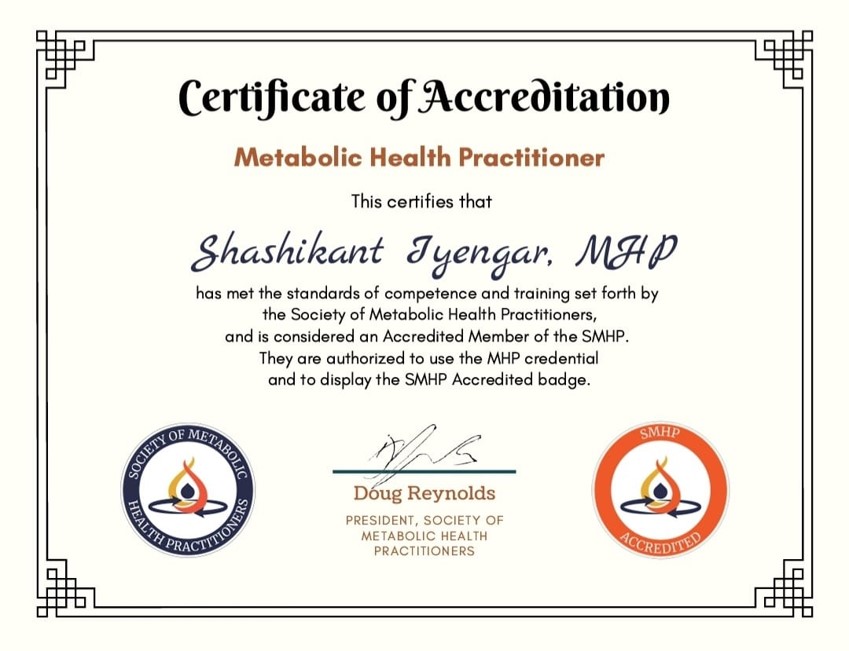 Certificate of Accreditation
Metabolic Health Practitioner
This certifies that
Shashikant Iyengar, MHP
has met the standards of competence and training set forth by
the Society of Metabolic Health Practitioners,
and is considered an Accredited Member of the SMHP.
They are authorized to use the MHP credential
and to display the SMHP Accredited badge.
SOCIETY OF METABOLIC
HEALTH PRACTITIONERS
Doug Reynolds
PRESIDENT, SOCIETY OF
METABOLIC HEALTH
PRACTITIONERS
SMHP
ACCREDITED